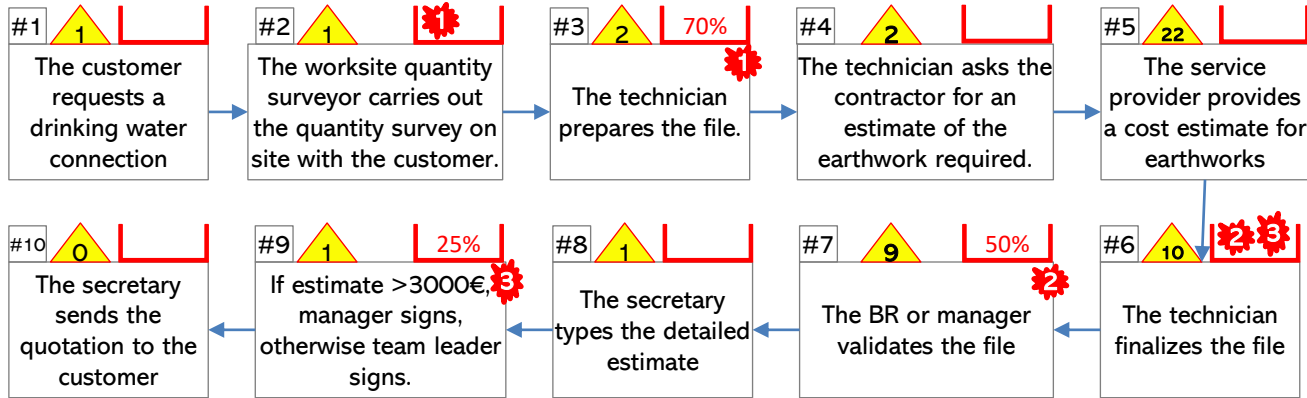 #1
1
The customer
requests a
drinking water
connection
#2
1
1
The worksite quantity
surveyor carries out
the quantity survey on
site with the customer.
#3
2
70%
1
The technician
prepares the file.
#4
2
The technician asks the
contractor for an
estimate of the
earthwork required.
#5
22
The service
provider provides
a cost estimate for
earthworks
#6
10
2
3
The technician
finalizes the file
#7
9
50%
2
The BR or manager
validates the file
#8
1
The secretary
types the detailed
estimate
#9
1
25%
3
If estimate >3000€,
manager signs,
otherwise team leader
signs.
#10
0
The secretary
sends the
quotation to the
customer